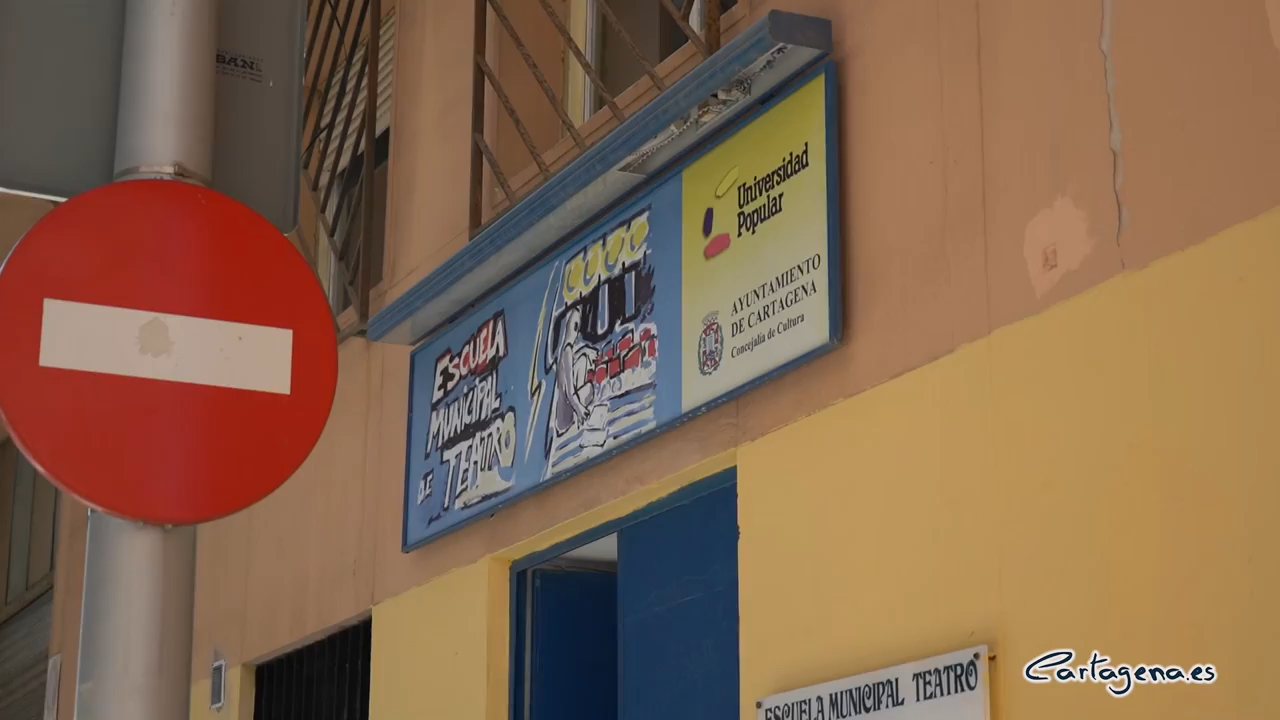 ESCUELA
MUNICIPAL
DE TEATRO
Universidad
Popular
AYUNTAMIENTO
DE CARTAGENA
Concejalía de Cultura
ESCUELA MUNICIPAL TEATRO
Cartagena.es